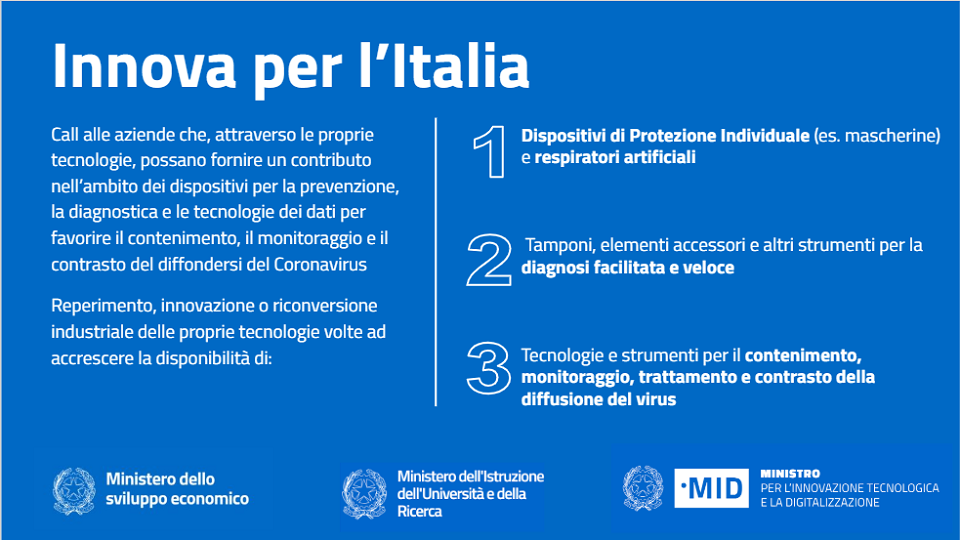 Innova per l’Italia
Call alle aziende che, attraverso le proprie
tecnologie, possano fornire un contributo
nell’ambito dei dispositivi per la prevenzione,
la diagnostica e le tecnologie dei dati per
favorire il contenimento, il monitoraggio e il
contrasto del diffondersi del Coronavirus
Reperimento, innovazione o riconversione
industriale delle proprie tecnologie volte ad
accrescere la disponibilità di:
1
Dispositivi di Protezione Individuale (es. mascherine)
e respiratori artificiali
2
Tamponi, elementi accessori e altri strumenti per la
diagnosi facilitata e veloce
3
Tecnologie e strumenti per il contenimento,
monitoraggio, trattamento e contrasto della
diffusione del virus
Ministero dello
sviluppo economico
Ministero dell'Istruzione
dell'Università e della
Ricerca
·MID
MINISTRO
PER L’INNOVAZIONE TECNOLOGICA
E LA DIGITALIZZAZIONE